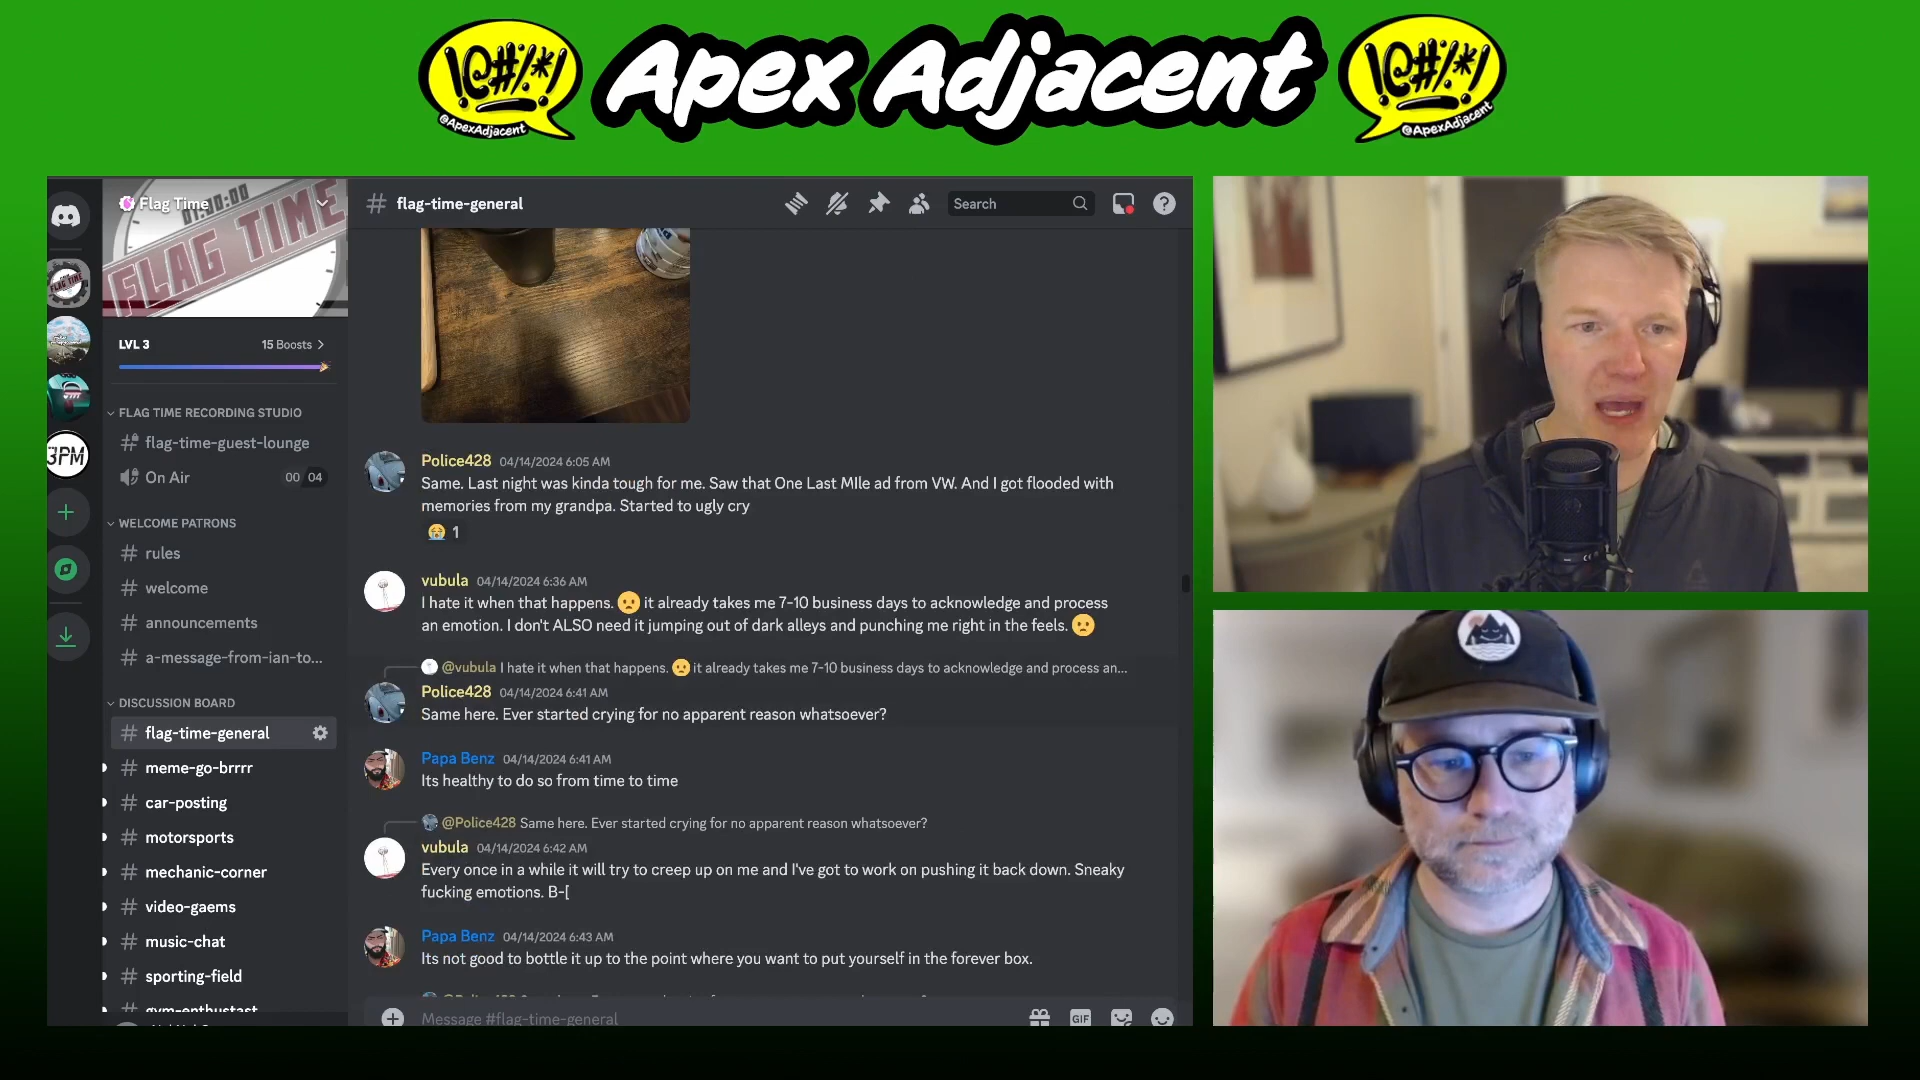 !@#/*!
@ApexAdjacent
Apex Adjacent
!@#/*!
@ApexAdjacent
Flag Time
01:30:00
FLAG TIME
LVL 3
15 Boosts
FLAG TIME RECORDING STUDIO
flag-time-guest-lounge
On Air
00 04
3PM
WELCOME PATRONS
rules
welcome
announcements
a-message-from-ian-to...
DISCUSSION BOARD
flag-time-general
meme-go-brrrr
car-posting
motorsports
mechanic-corner
video-gaems
music-chat
sporting-field
# flag-time-general
Search
Police428 04/14/2024 6:05 AM
Same. Last night was kinda tough for me. Saw that One Last MIle ad from VW. And I got flooded with
memories from my grandpa. Started to ugly cry
1
vubula 04/14/2024 6:36 AM
I hate it when that happens. it already takes me 7-10 business days to acknowledge and process
an emotion. I don't ALSO need it jumping out of dark alleys and punching me right in the feels.
@vubula I hate it when that happens. it already takes me 7-10 business days to acknowledge and process an...
Police428 04/14/2024 6:41 AM
Same here. Ever started crying for no apparent reason whatsoever?
Papa Benz 04/14/2024 6:41 AM
Its healthy to do so from time to time
@Police428 Same here. Ever started crying for no apparent reason whatsoever?
vubula 04/14/2024 6:42 AM
Every once in a while it will try to creep up on me and I've got to work on pushing it back down. Sneaky
fucking emotions. B-[
Papa Benz 04/14/2024 6:43 AM
Its not good to bottle it up to the point where you want to put yourself in the forever box.
Message #flag-time-general
GIF